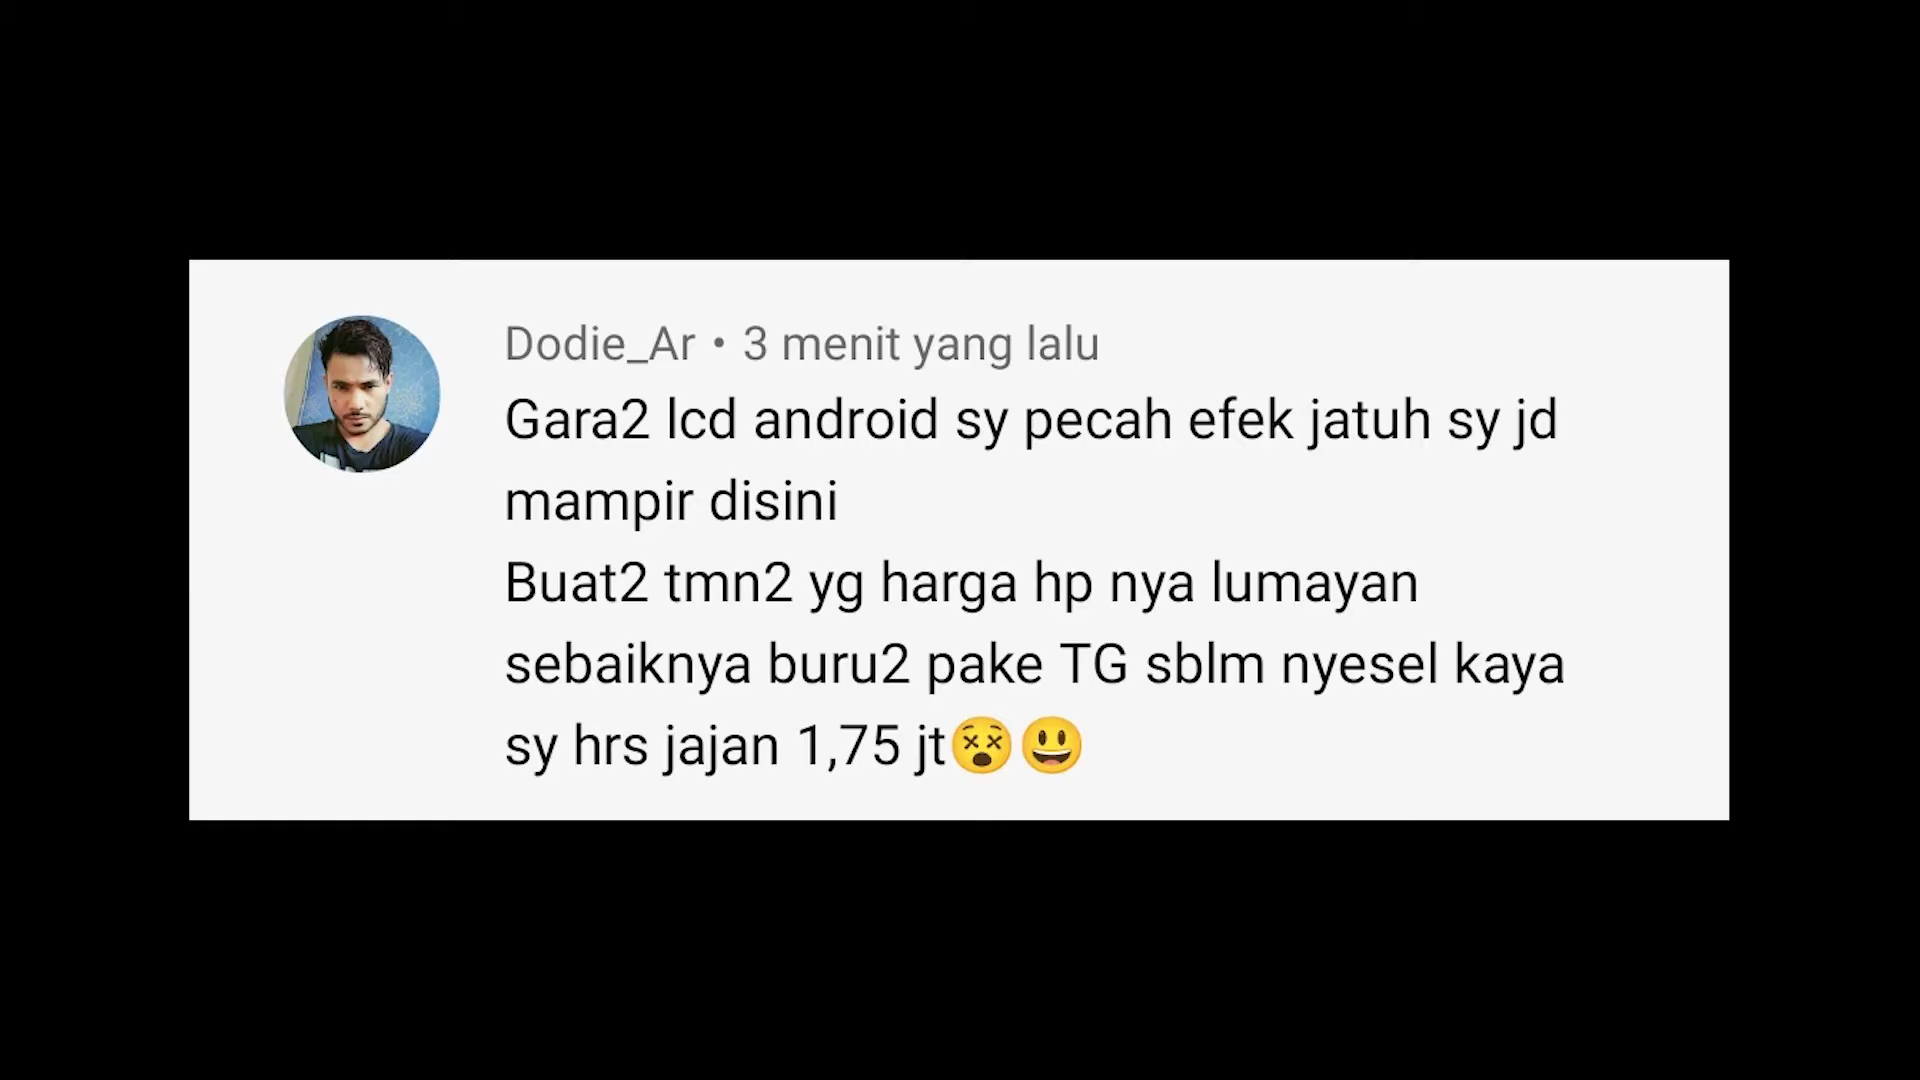 Dodie_Ar • 3 menit yang lalu
Gara2 lcd android sy pecah efek jatuh sy jd
mampir disini
Buat2 tmn2 yg harga hp nya lumayan
sebaiknya buru2 pake TG sblm nyesel kaya
sy hrs jajan 1,75 jt😵😃